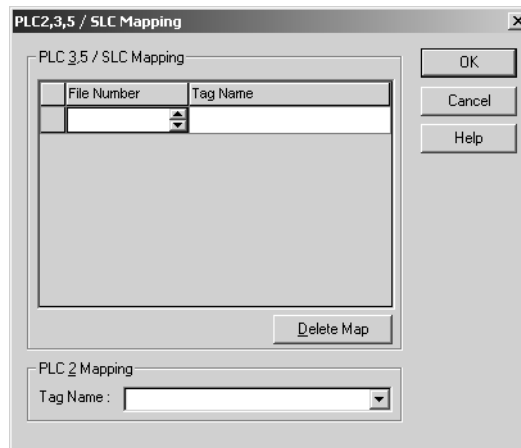 PLC2,3,5 / SLC Mapping
PLC 3,5 / SLC Mapping
File Number Tag Name
OK
Cancel
Help
Delete Map
PLC 2 Mapping
Tag Name :